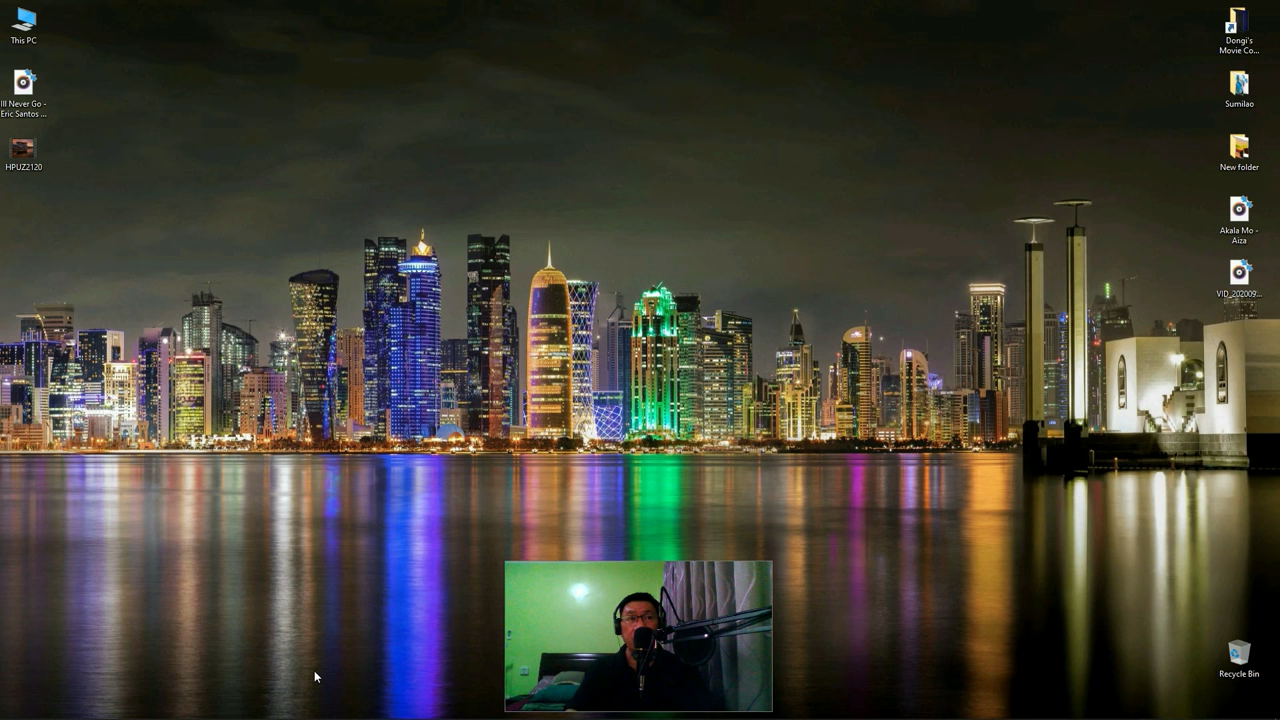 This PC
Ill Never Go -
Eric Santos ...
HPUZ2120
Dongi's
Movie Co...
Sumilao
New folder
Akala Mo -
Aiza
VID_202009...
Recycle Bin